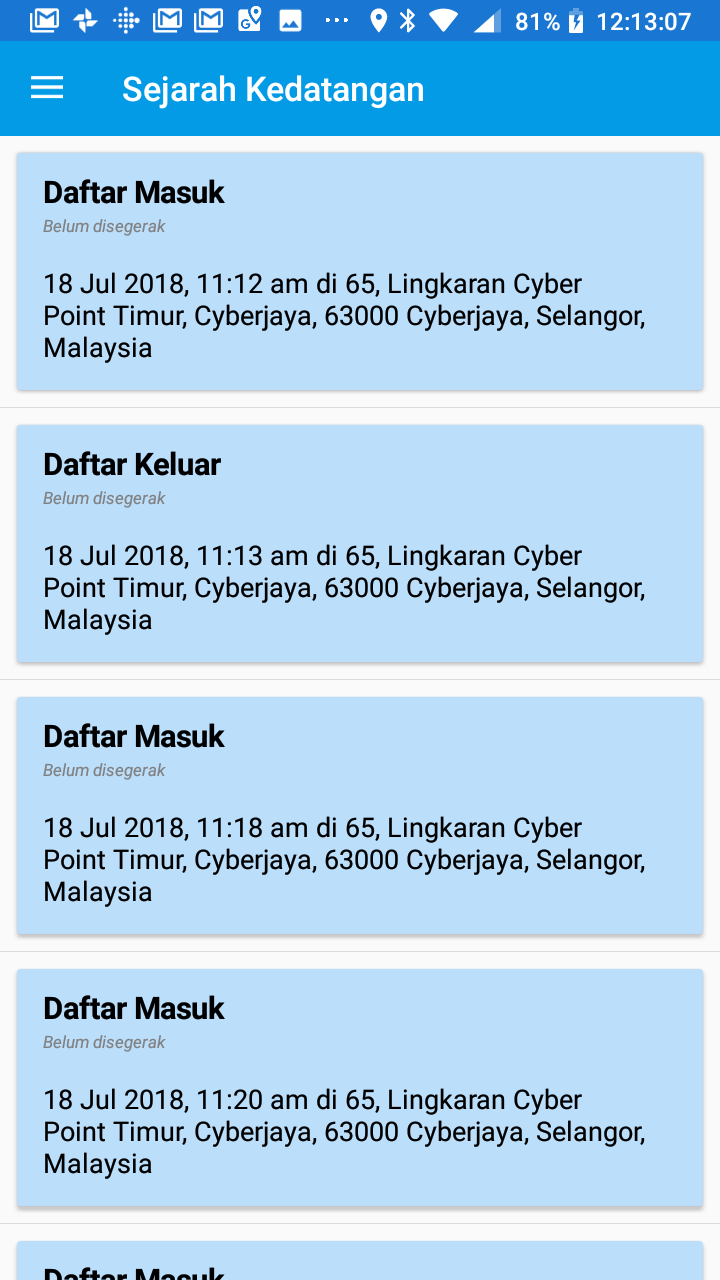 81% 12:13:07
Sejarah Kedatangan
Daftar Masuk
Belum disegerak
18 Jul 2018, 11:12 am di 65, Lingkaran Cyber
Point Timur, Cyberjaya, 63000 Cyberjaya, Selangor,
Malaysia
Daftar Keluar
Belum disegerak
18 Jul 2018, 11:13 am di 65, Lingkaran Cyber
Point Timur, Cyberjaya, 63000 Cyberjaya, Selangor,
Malaysia
Daftar Masuk
Belum disegerak
18 Jul 2018, 11:18 am di 65, Lingkaran Cyber
Point Timur, Cyberjaya, 63000 Cyberjaya, Selangor,
Malaysia
Daftar Masuk
Belum disegerak
18 Jul 2018, 11:20 am di 65, Lingkaran Cyber
Point Timur, Cyberjaya, 63000 Cyberjaya, Selangor,
Malaysia
Daftar Masuk